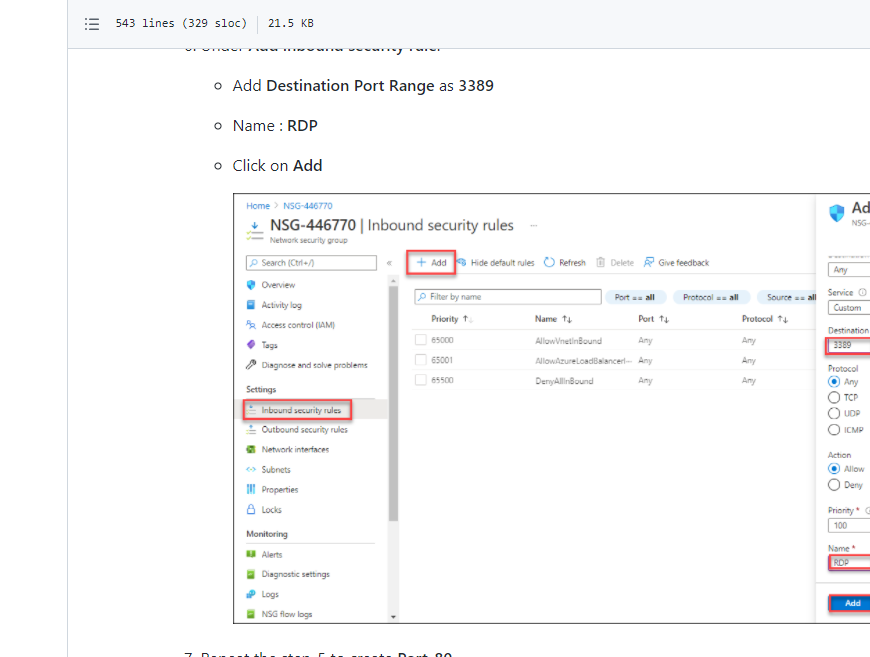 543 lines (329 sloc) 21.5 KB
6. Under Add inbound security rule:
Add Destination Port Range as 3389
Name : RDP
Click on Add
Home > NSG-446770
NSG-446770 | Inbound security rules ...
Network security group
Search (Ctrl+/) «
Overview
Activity log
Access control (IAM)
Tags
Diagnose and solve problems
Settings
Inbound security rules
Outbound security rules
Network interfaces
Subnets
Properties
Locks
Monitoring
Alerts
Diagnostic settings
Logs
NSG flow logs
+ Add Hide default rules Refresh Delete Give feedback
Filter by name Port == all Protocol == all Source == all
Priority ↑↓ Name ↑↓ Port ↑↓ Protocol ↑↓
65000 AllowVnetInBound Any Any
65001 AllowAzureLoadBalancerI... Any Any
65500 DenyAllInBound Any Any
Ad
NSG-
Any
Service
Custom
Destination
3389
Protocol
Any
TCP
UDP
ICMP
Action
Allow
Deny
Priority *
100
Name *
RDP
Add
7. Repeat the step-5 to create Port-80